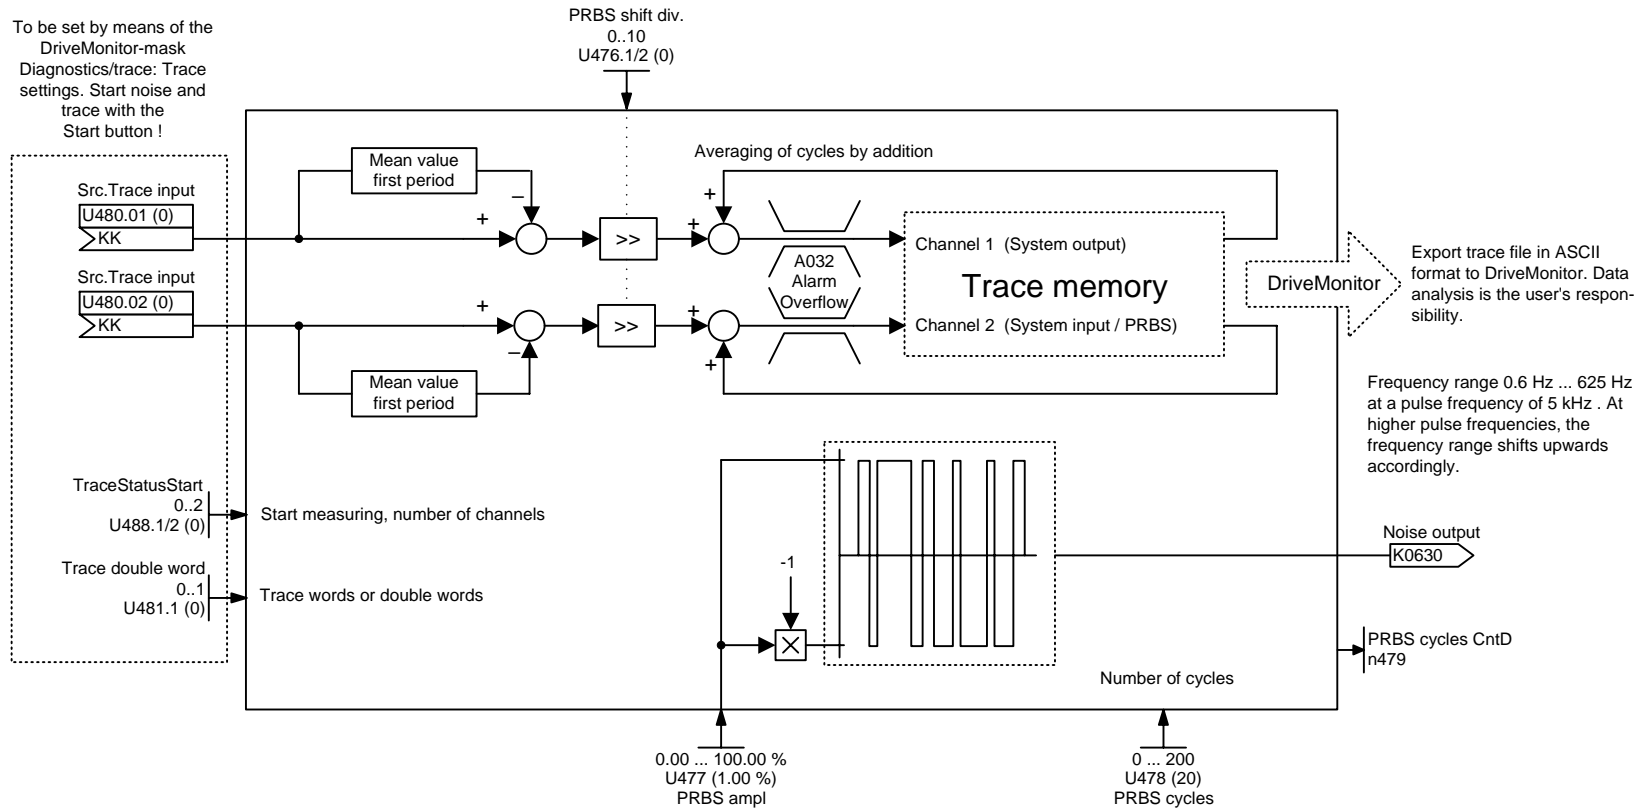 To be set by means of the
DriveMonitor-mask
Diagnostics/trace: Trace
settings. Start noise and
trace with the
Start button !
PRBS shift div.
0..10
U476.1/2 (0)
Mean value
first period
Averaging of cycles by addition
Src.Trace input
U480.01 (0)
KK
–
+
>>
+
+
Channel 1 (System output)
A032
Alarm
Overflow
Trace memory
DriveMonitor
Export trace file in ASCII
format to DriveMonitor. Data
analysis is the user's respon-
sibility.
Src.Trace input
U480.02 (0)
KK
+
–
>>
+
+
Channel 2 (System input / PRBS)
Mean value
first period
Frequency range 0.6 Hz ... 625 Hz
at a pulse frequency of 5 kHz . At
higher pulse frequencies, the
frequency range shifts upwards
accordingly.
TraceStatusStart
0..2
U488.1/2 (0)
Start measuring, number of channels
Trace double word
0..1
U481.1 (0)
Trace words or double words
-1
Noise output
K0630
PRBS cycles CntD
n479
Number of cycles
0.00 ... 100.00 %
U477 (1.00 %)
PRBS ampl
0 ... 200
U478 (20)
PRBS cycles